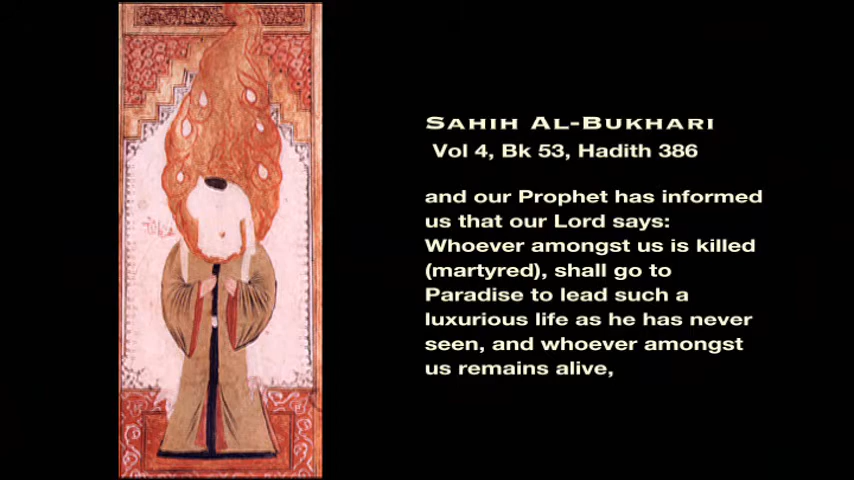 SAHIH AL-BUKHARI
Vol 4, Bk 53, Hadith 386
and our Prophet has informed
us that our Lord says:
Whoever amongst us is killed
(martyred), shall go to
Paradise to lead such a
luxurious life as he has never
seen, and whoever amongst
us remains alive,